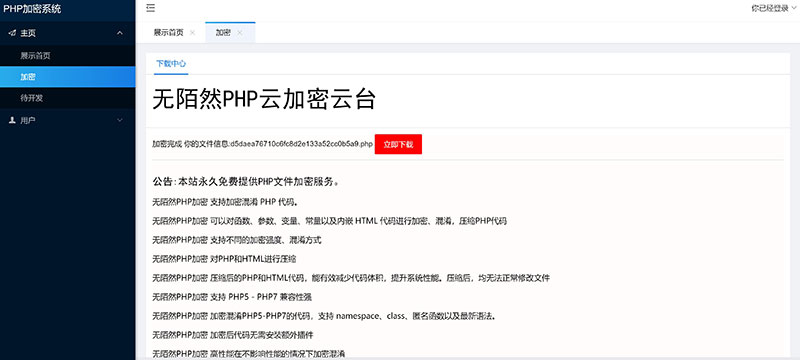 PHP加密系统
你已经登录
主页
展示首页
加密
待开发
用户
展示首页
加密
下载中心
无陌然PHP云加密云台
加密完成 你的文件信息:d5daea76710c6fc8d2e133a52cc0b5a9.php 立即下载
公告:本站永久免费提供PHP文件加密服务。
无陌然PHP加密 支持加密混淆 PHP 代码。
无陌然PHP加密 可以对函数、参数、变量、常量以及内嵌 HTML 代码进行加密、混淆，压缩PHP代码
无陌然PHP加密 支持不同的加密强度、混淆方式
无陌然PHP加密 对PHP和HTML进行压缩
无陌然PHP加密 压缩后的PHP和HTML代码，能有效减少代码体积，提升系统性能。压缩后，均无法正常修改文件
无陌然PHP加密 支持 PHP5 - PHP7 兼容性强
无陌然PHP加密 加密混淆PHP5-PHP7的代码，支持 namespace、class、匿名函数以及最新语法。
无陌然PHP加密 加密后代码无需安装额外插件
无陌然PHP加密 高性能在不影响性能的情况下加密混淆